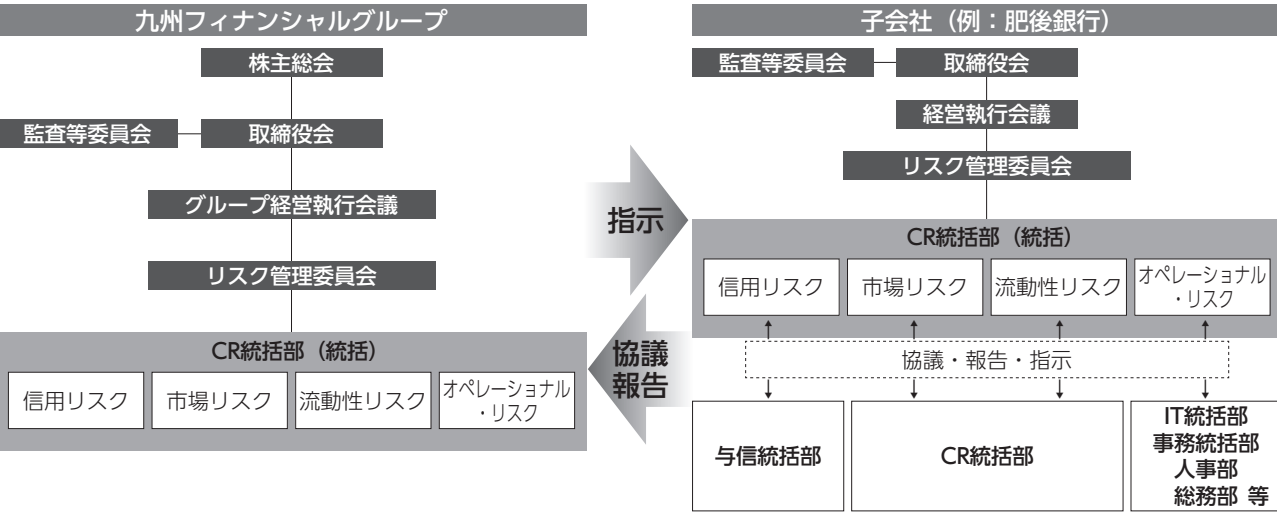 九州フィナンシャルグループ
株主総会
監査等委員会
取締役会
グループ経営執行会議
リスク管理委員会
CR統括部（統括）
信用リスク
市場リスク
流動性リスク
オペレーショナル
・リスク
指示
協議
報告
子会社（例：肥後銀行）
監査等委員会
取締役会
経営執行会議
リスク管理委員会
CR統括部（統括）
信用リスク
市場リスク
流動性リスク
オペレーショナル
・リスク
協議・報告・指示
与信統括部
CR統括部
IT統括部
事務統括部
人事部
総務部 等